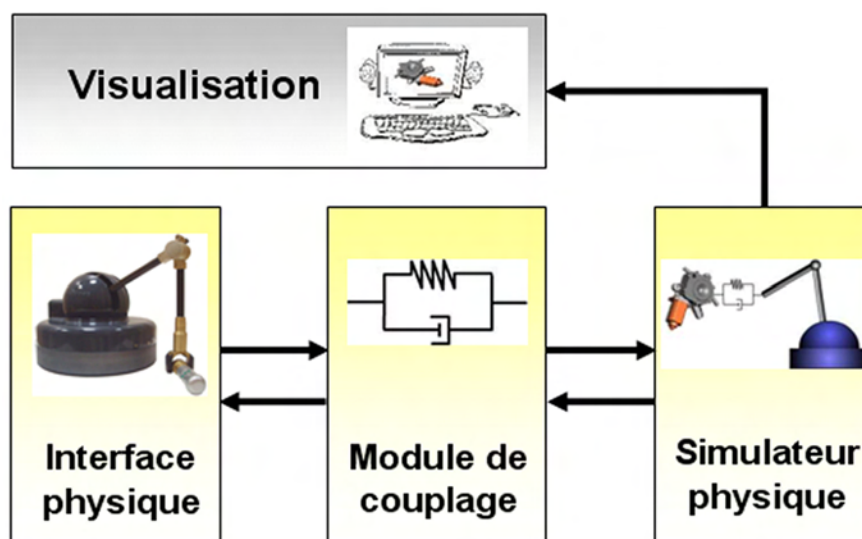 Visualisation
Interface
physique
Module de
couplage
Simulateur
physique